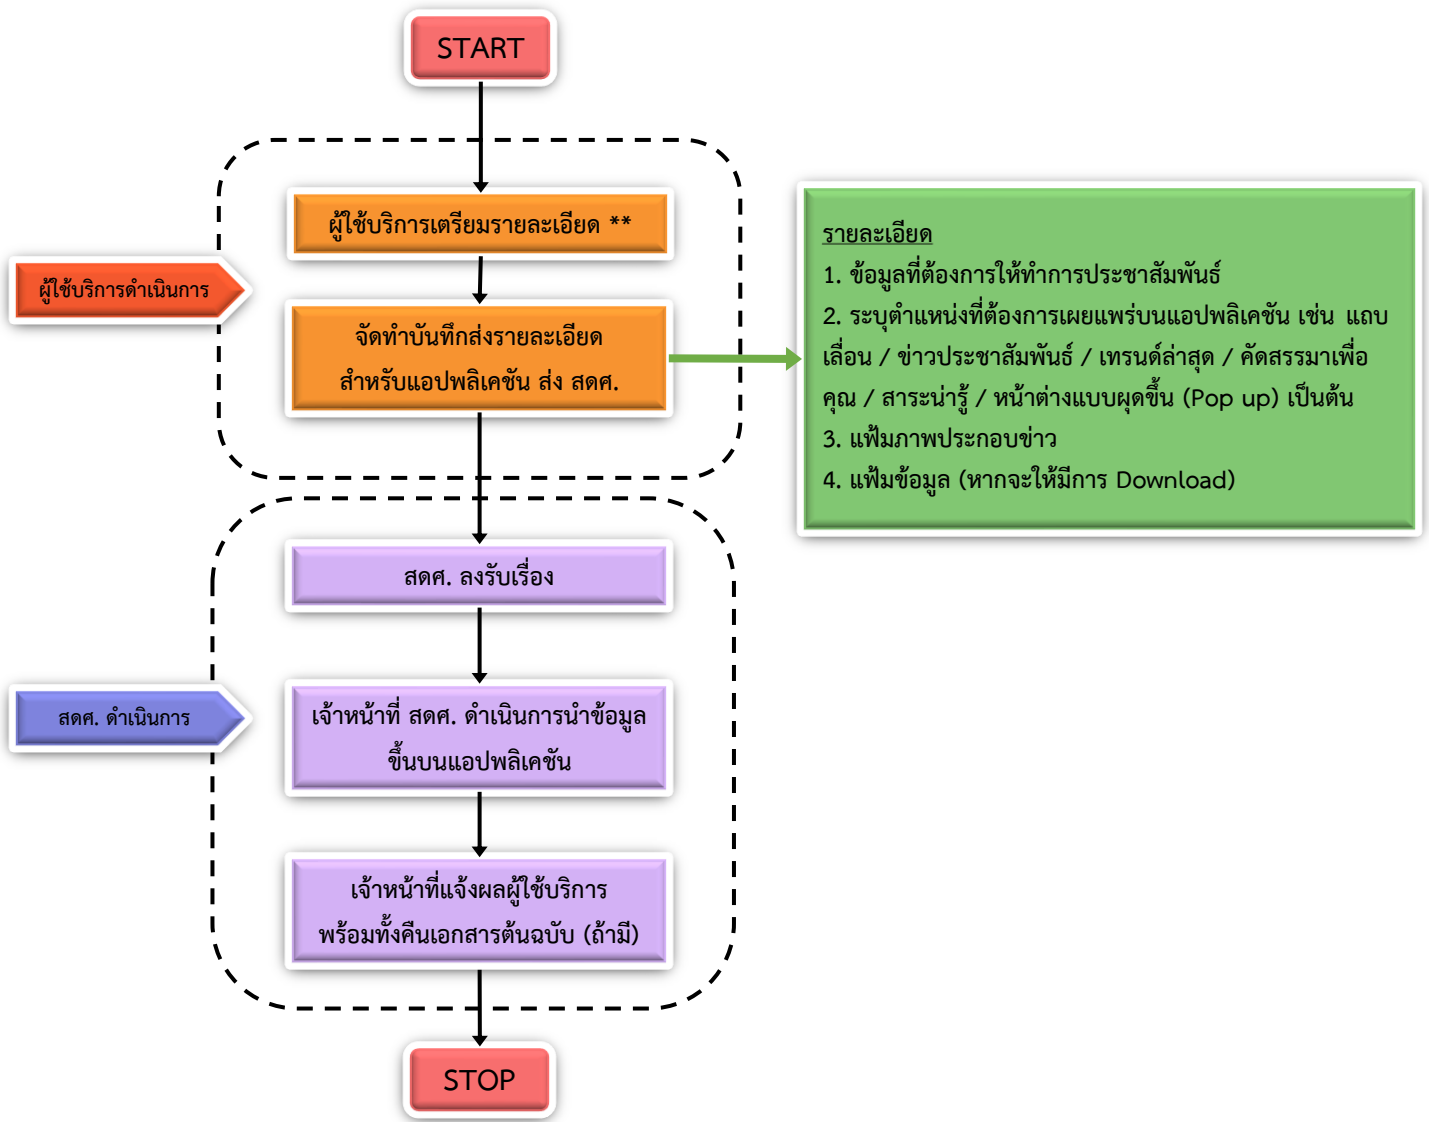 START
ผู้ใช้บริการดำเนินการ
ผู้ใช้บริการเตรียมรายละเอียด **
จัดทำบันทึกส่งรายละเอียด
สำหรับแอปพลิเคชัน ส่ง สดศ.
รายละเอียด
1. ข้อมูลที่ต้องการให้ทำการประชาสัมพันธ์
2. ระบุตำแหน่งที่ต้องการเผยแพร่บนแอปพลิเคชัน เช่น แถบ
เลื่อน / ข่าวประชาสัมพันธ์ / เทรนด์ล่าสุด / คัดสรรมาเพื่อ
คุณ / สาระน่ารู้ / หน้าต่างแบบผุดขึ้น (Pop up) เป็นต้น
3. แฟ้มภาพประกอบข่าว
4. แฟ้มข้อมูล (หากจะให้มีการ Download)
สดศ. ดำเนินการ
สดศ. ลงรับเรื่อง
เจ้าหน้าที่ สดศ. ดำเนินการนำข้อมูล
ขึ้นบนแอปพลิเคชัน
เจ้าหน้าที่แจ้งผลผู้ใช้บริการ
พร้อมทั้งคืนเอกสารต้นฉบับ (ถ้ามี)
STOP